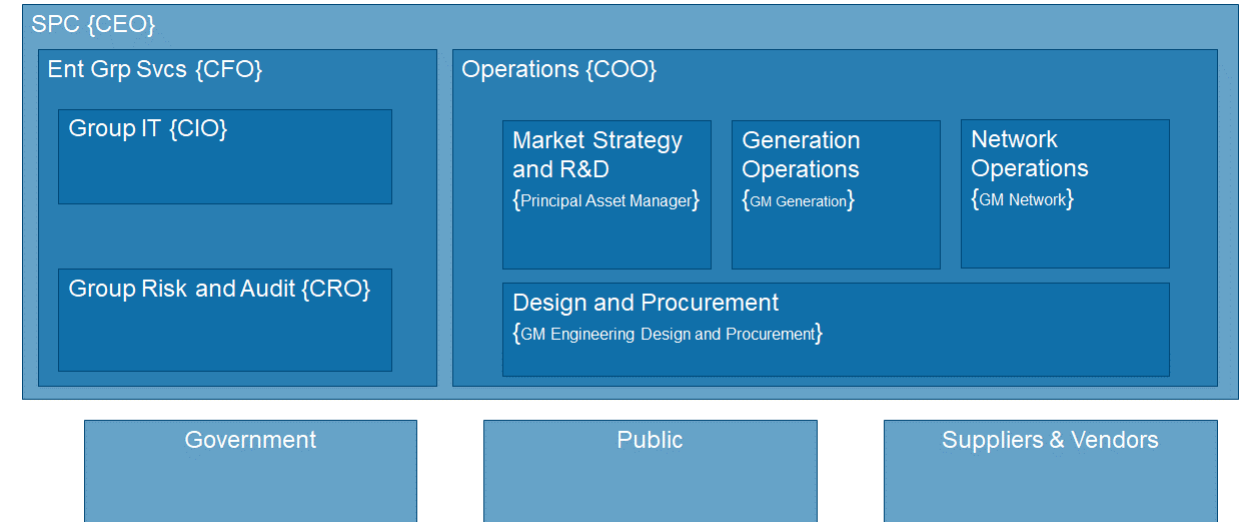 SPC {CEO}
Ent Grp Svcs {CFO}
Group IT {CIO}
Group Risk and Audit {CRO}
Operations {COO}
Market Strategy
and R&D
{Principal Asset Manager}
Generation
Operations
{GM Generation}
Network
Operations
{GM Network}
Design and Procurement
{GM Engineering Design and Procurement}
Government
Public
Suppliers & Vendors